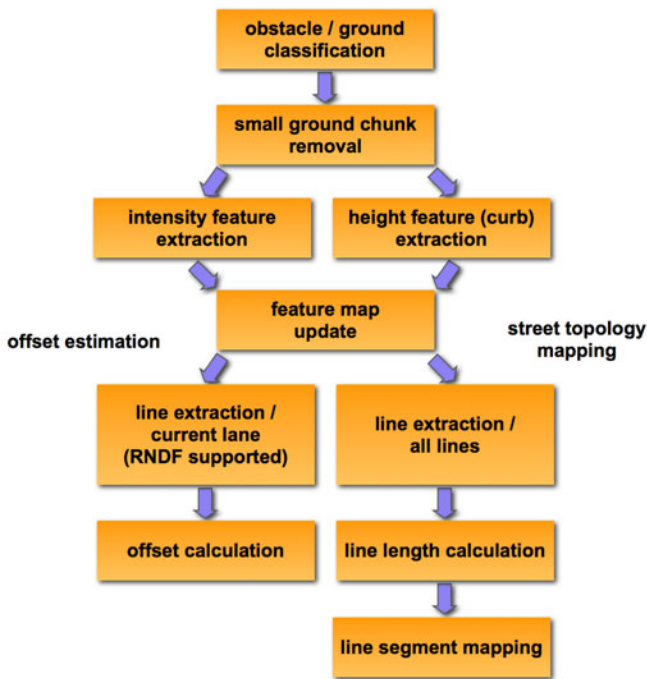 obstacle / ground
classification
small ground chunk
removal
intensity feature
extraction
height feature (curb)
extraction
feature map
update
offset estimation
street topology
mapping
line extraction /
current lane
(RNDF supported)
line extraction /
all lines
offset calculation
line length calculation
line segment mapping